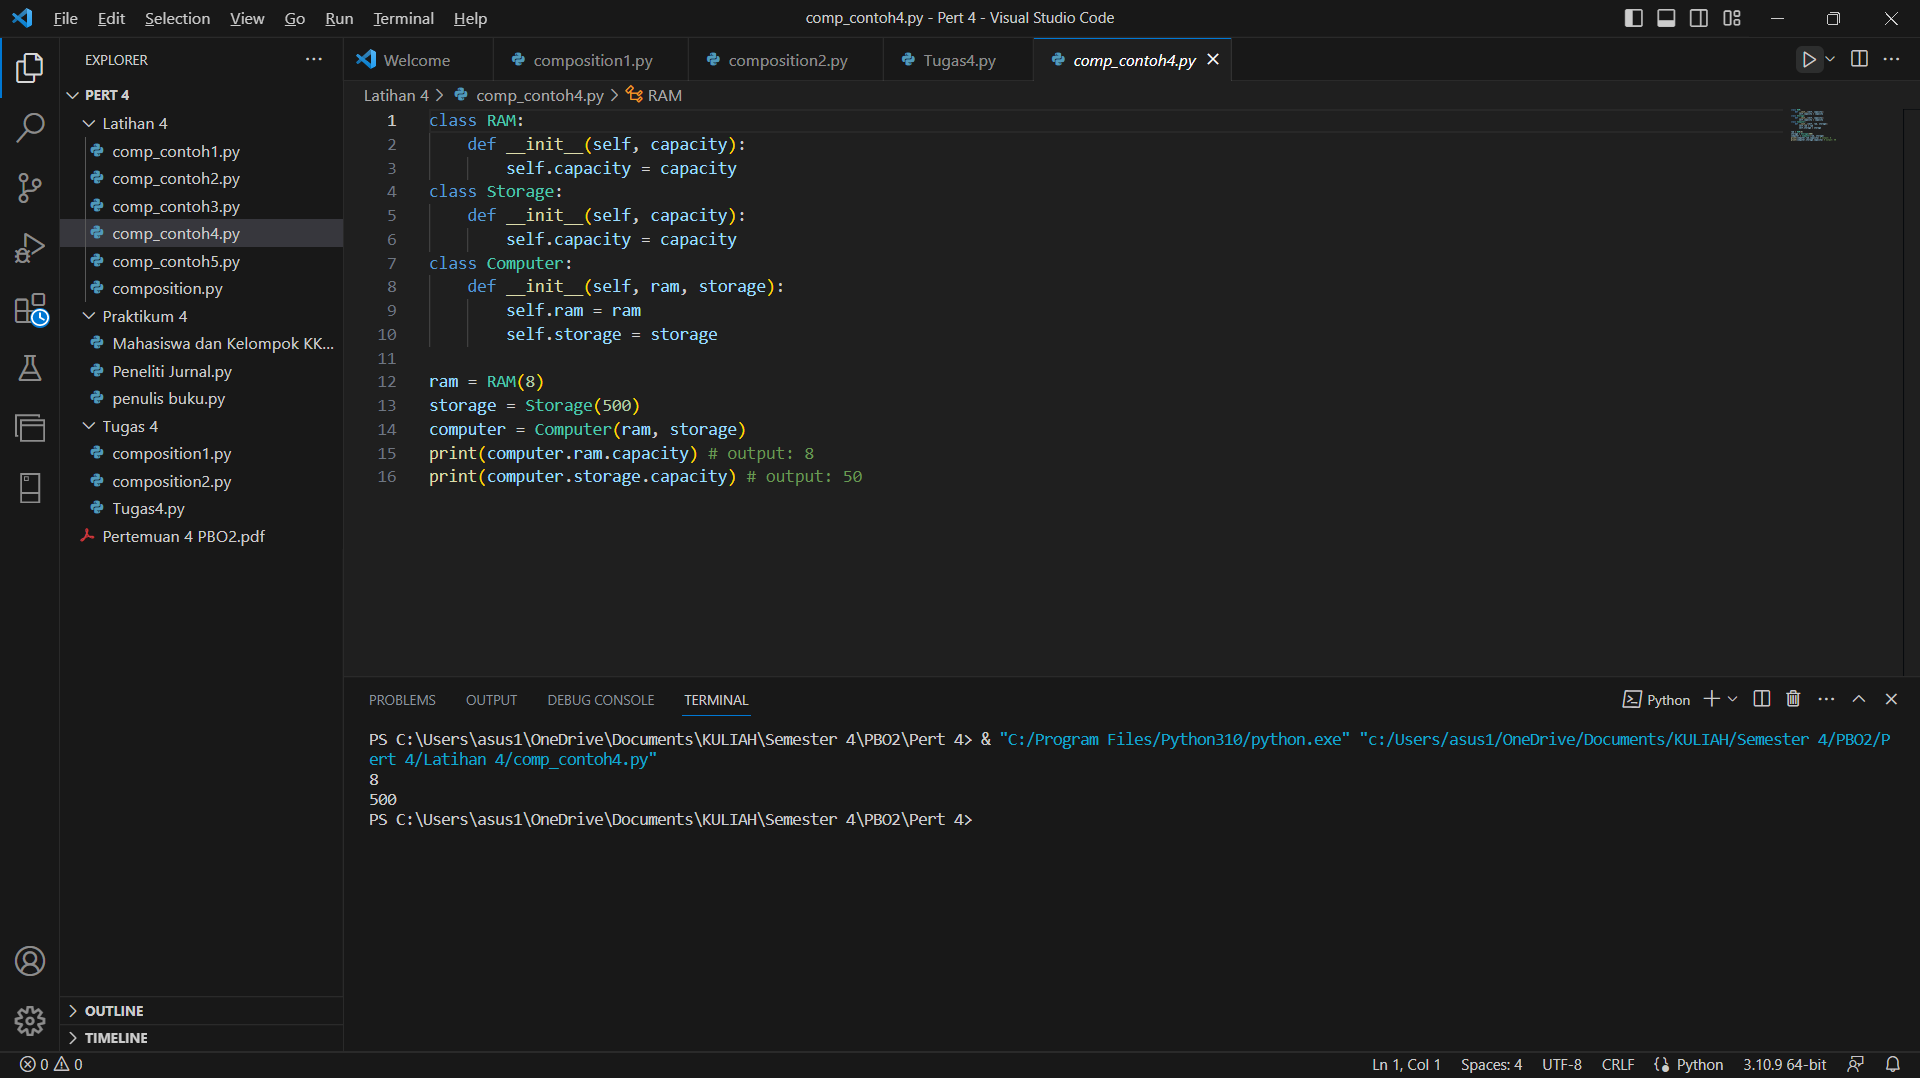 File Edit Selection View Go Run Terminal Help
comp_contoh4.py - Pert 4 - Visual Studio Code
EXPLORER
PERT 4
Latihan 4
comp_contoh1.py
comp_contoh2.py
comp_contoh3.py
comp_contoh4.py
comp_contoh5.py
composition.py
Praktikum 4
Mahasiswa dan Kelompok KK...
Peneliti Jurnal.py
penulis buku.py
Tugas 4
composition1.py
composition2.py
Tugas4.py
Pertemuan 4 PBO2.pdf
OUTLINE
TIMELINE
Welcome composition1.py composition2.py Tugas4.py comp_contoh4.py
Latihan 4 > comp_contoh4.py > RAM
1 class RAM:
2     def __init__(self, capacity):
3         self.capacity = capacity
4 class Storage:
5     def __init__(self, capacity):
6         self.capacity = capacity
7 class Computer:
8     def __init__(self, ram, storage):
9         self.ram = ram
10         self.storage = storage
11
12 ram = RAM(8)
13 storage = Storage(500)
14 computer = Computer(ram, storage)
15 print(computer.ram.capacity) # output: 8
16 print(computer.storage.capacity) # output: 50
PROBLEMS OUTPUT DEBUG CONSOLE TERMINAL
Python
PS C:\Users\asus1\OneDrive\Documents\KULIAH\Semester 4\PBO2\Pert 4> & "C:/Program Files/Python310/python.exe" "c:/Users/asus1/OneDrive/Documents/KULIAH/Semester 4/PBO2/P
ert 4/Latihan 4/comp_contoh4.py"
8
500
PS C:\Users\asus1\OneDrive\Documents\KULIAH\Semester 4\PBO2\Pert 4>
0 0
Ln 1, Col 1 Spaces: 4 UTF-8 CRLF Python 3.10.9 64-bit